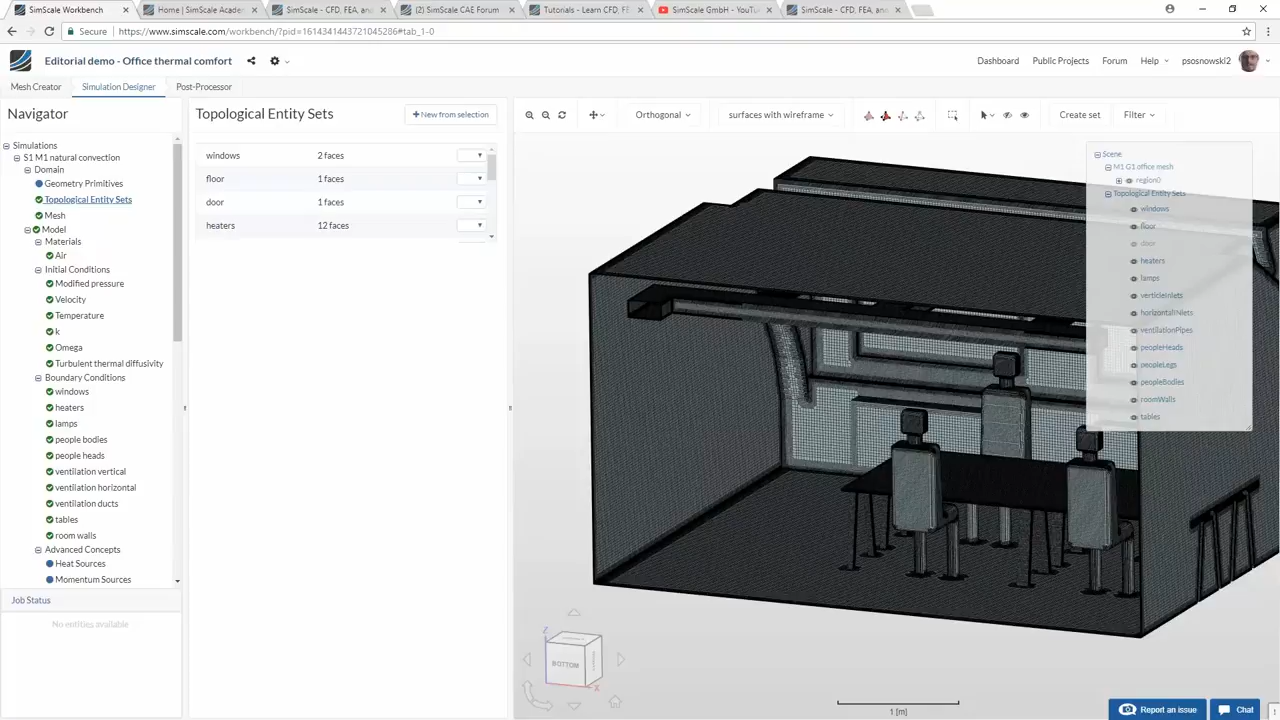 SimScale Workbench
Home | SimScale Acade
SimScale - CFD, FEA, an
(2) SimScale CAE Forum
Tutorials - Learn CFD, FE
SimScale GmbH - YouTu
SimScale - CFD, FEA, an
Secure https://www.simscale.com/workbench/?pid=1614341443721045286#tab_1-0
Editorial demo - Office thermal comfort
Dashboard Public Projects Forum Help psosnowski2
Mesh Creator Simulation Designer Post-Processor
Navigator
Simulations
S1 M1 natural convection
Domain
Geometry Primitives
Topological Entity Sets
Mesh
Model
Materials
Air
Initial Conditions
Modified pressure
Velocity
Temperature
k
Omega
Turbulent thermal diffusivity
Boundary Conditions
windows
heaters
lamps
people bodies
people heads
ventilation vertical
ventilation horizontal
ventilation ducts
tables
room walls
Advanced Concepts
Heat Sources
Momentum Sources
Job Status
No entities available
Topological Entity Sets
+New from selection
windows 2 faces
floor 1 faces
door 1 faces
heaters 12 faces
Orthogonal
surfaces with wireframe
Create set
Filter
Scene
M1 G1 office mesh
region0
Topological Entity Sets
windows
floor
door
heaters
lamps
verticleInlets
horizontalINlets
ventilationPipes
peopleHeads
peopleLegs
peopleBodies
roomWalls
tables
Z
BOTTOM
X
1 [m]
Report an issue
Chat